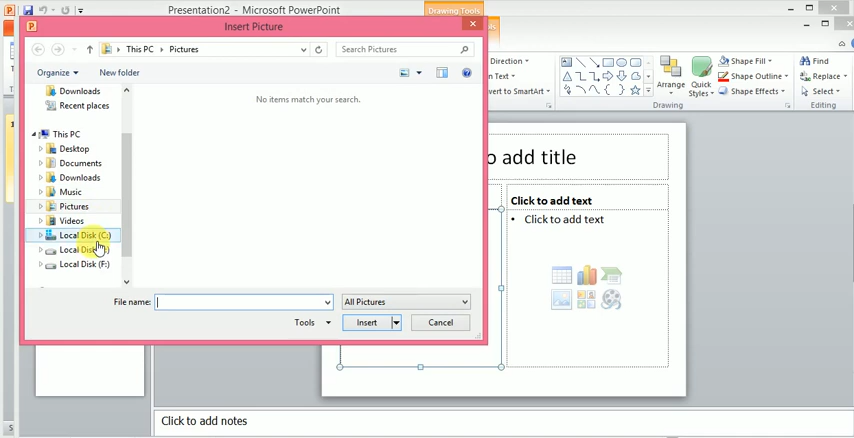 Presentation2 - Microsoft PowerPoint
Drawing Tools
Insert Picture
This PC
Pictures
Search Pictures
Organize
New folder
Downloads
Recent places
This PC
Desktop
Documents
Downloads
Music
Pictures
Videos
Local Disk (C:)
Local Disk
Local Disk (F:)
No items match your search.
File name:
All Pictures
Tools
Insert
Cancel
Direction
Text
vert to SmartArt
Arrange
Quick
Styles
Shape Fill
Shape Outline
Shape Effects
Drawing
Find
Replace
Select
Editing
o add title
Click to add text
• Click to add text
Click to add notes